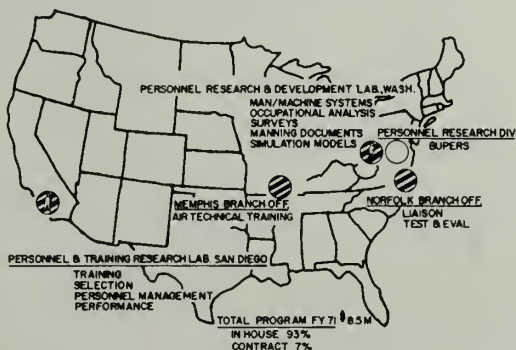 PERSONNEL RESEARCH & DEVELOPMENT LAB., WASH.
MAN/MACHINE SYSTEMS
OCCUPATIONAL ANALYSIS
SURVEYS
MANNING DOCUMENTS
SIMULATION MODELS
PERSONNEL RESEARCH DIV
BUPERS
MEMPHIS BRANCH OFF.
AIR TECHNICAL TRAINING
NORFOLK BRANCH OFF.
LIAISON
TEST & EVAL
PERSONNEL & TRAINING RESEARCH LAB. SAN DIEGO
TRAINING
SELECTION
PERSONNEL MANAGEMENT
PERFORMANCE
TOTAL PROGRAM FY 71 $8.5M
IN HOUSE 93%
CONTRACT 7%